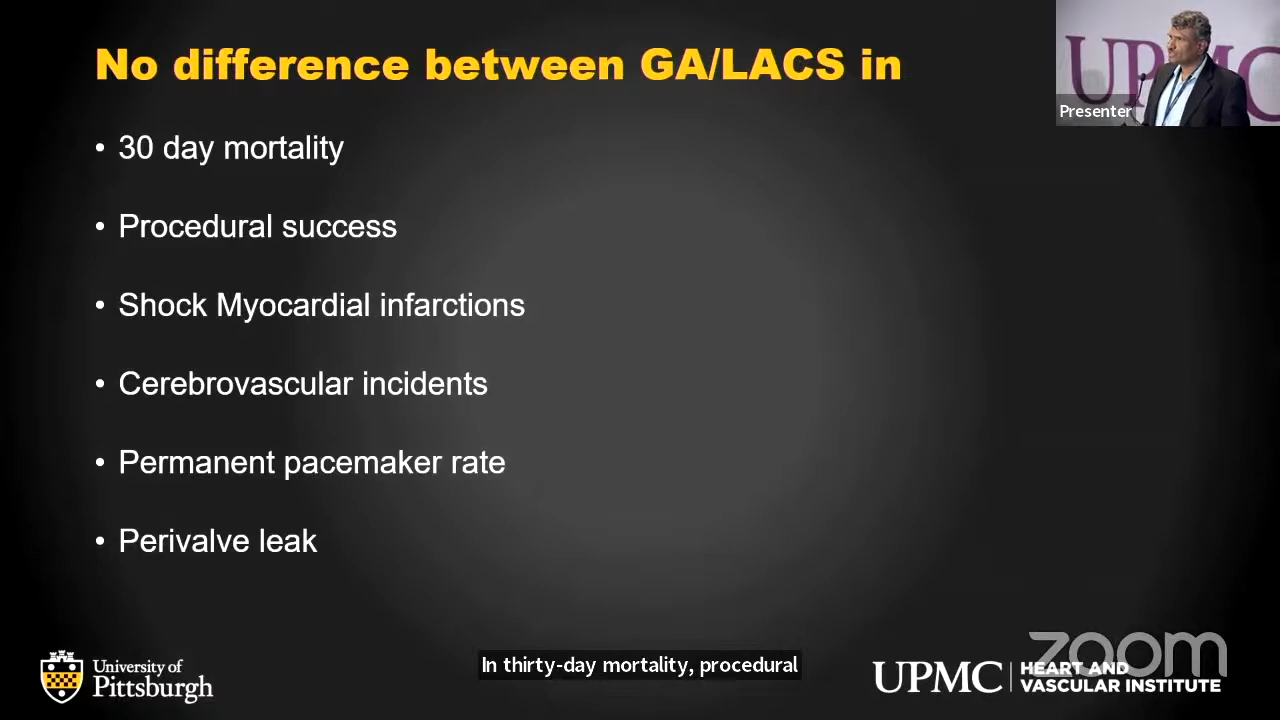 No difference between GA/LACS in
• 30 day mortality
• Procedural success
• Shock Myocardial infarctions
• Cerebrovascular incidents
• Permanent pacemaker rate
• Perivalve leak
UPMC
Presenter
University of
Pittsburgh
In thirty-day mortality, procedural
zoom
UPMC
HEART AND
VASCULAR INSTITUTE